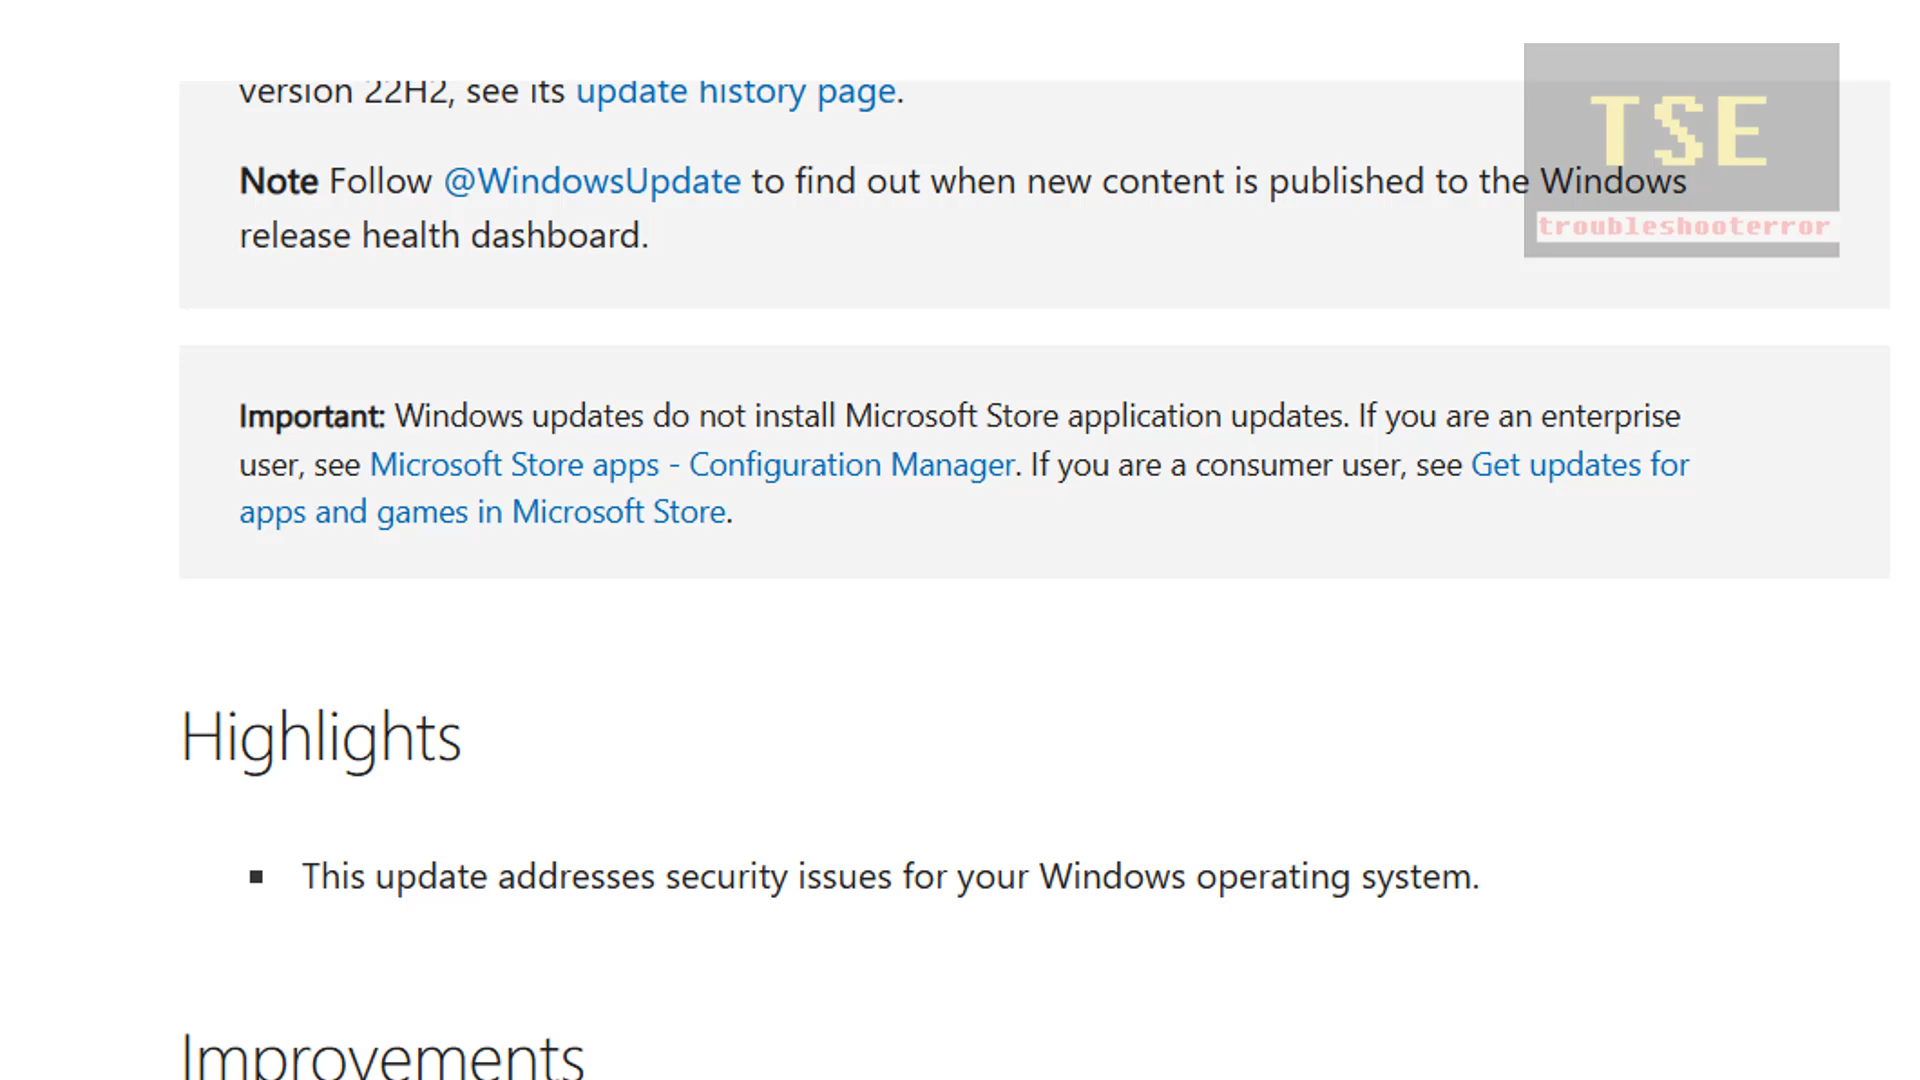 version 22H2, see its update history page.
TSE
Note Follow @WindowsUpdate to find out when new content is published to the Windows
release health dashboard.
troubleshooterror
Important: Windows updates do not install Microsoft Store application updates. If you are an enterprise
user, see Microsoft Store apps - Configuration Manager. If you are a consumer user, see Get updates for
apps and games in Microsoft Store.
Highlights
▪ This update addresses security issues for your Windows operating system.
Improvements